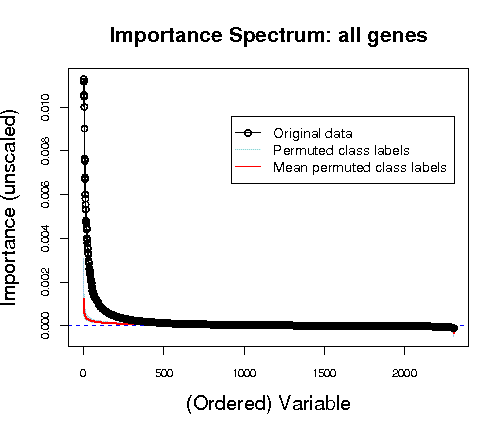 Importance Spectrum: all genes
Importance (unscaled)
0.010
0.008
0.006
0.004
0.002
0.000
Original data
Permuted class labels
Mean permuted class labels
0 500 1000 1500 2000
(Ordered) Variable